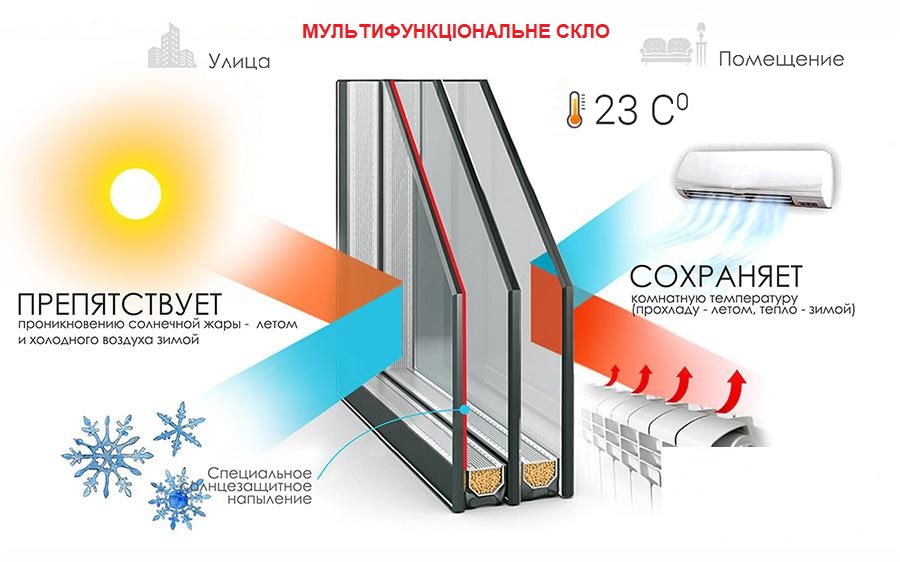 МУЛЬТИФУНКЦІОНАЛЬНЕ СКЛО
Улица
Помещение
23 C⁰
ПРЕПЯТСТВУЕТ
проникновению солнечной жары - летом
и холодного воздуха зимой
СОХРАНЯЕТ
комнатную температуру
(прохладу - летом, тепло - зимой)
Специальное
солнцезащитное
напыление